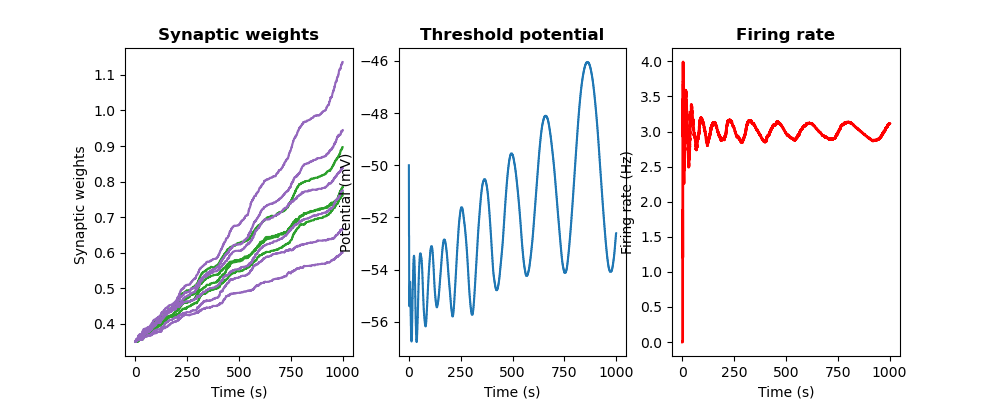 Synaptic weights
Synaptic weights
1.1
1.0
0.9
0.8
0.7
0.6
0.5
0.4
0 250 500 750 1000
Time (s)
Threshold potential
Potential (mV)
−46
−48
−50
−52
−54
−56
0 250 500 750 1000
Time (s)
Firing rate
Firing rate (Hz)
4.0
3.5
3.0
2.5
2.0
1.5
1.0
0.5
0.0
0 250 500 750 1000
Time (s)